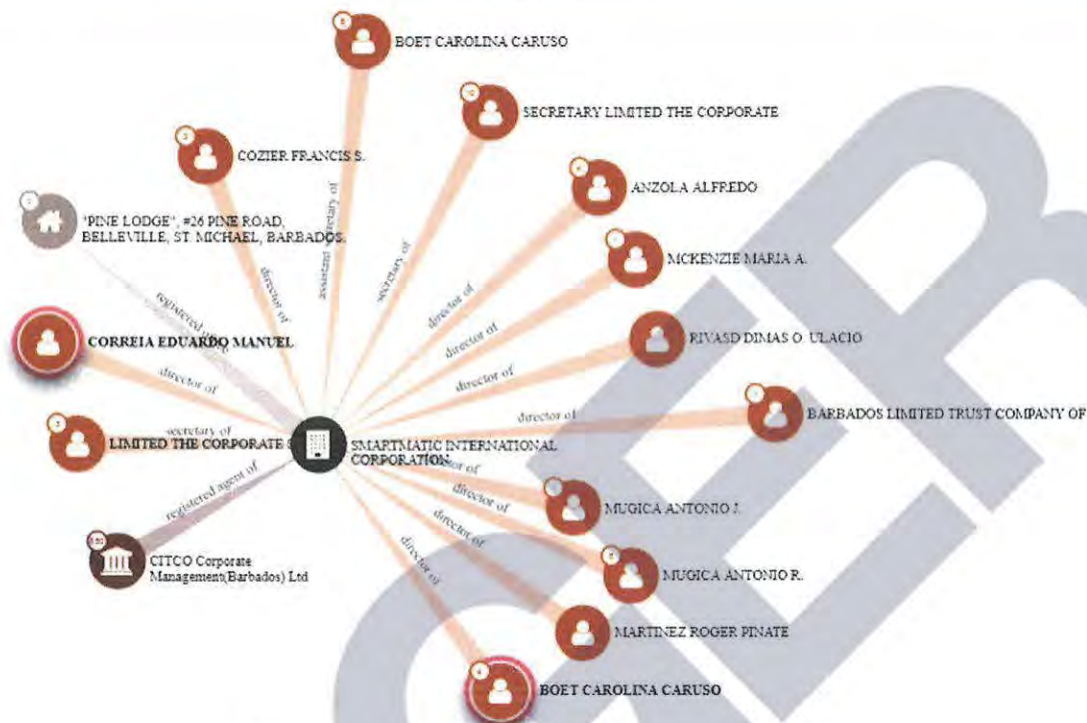 BOET CAROLINA CARUSO
SECRETARY LIMITED THE CORPORATE
COZIER FRANCIS S.
ANZOLA ALFREDO
"PINE LODGE", #26 PINE ROAD,
BELLEVILLE, ST. MICHAEL, BARBADOS.
MCKENZIE MARIA A.
assistant secretary of
secretary of
director of
director of
director of
registered
CORREIA EDUARDO MANUEL
RIVASD DIMAS O. ULACIO
director of
director of
director of
BARBADOS LIMITED TRUST COMPANY OF
secretary of
LIMITED THE CORPORATE
SMARTMATIC INTERNATIONAL
CORPORATION
director of
registered agent of
director of
director of
MUGICA ANTONIO J.
CITCO Corporate
Management(Barbados) Ltd
MUGICA ANTONIO R.
director of
MARTINEZ ROGER PINATE
BOET CAROLINA CARUSO